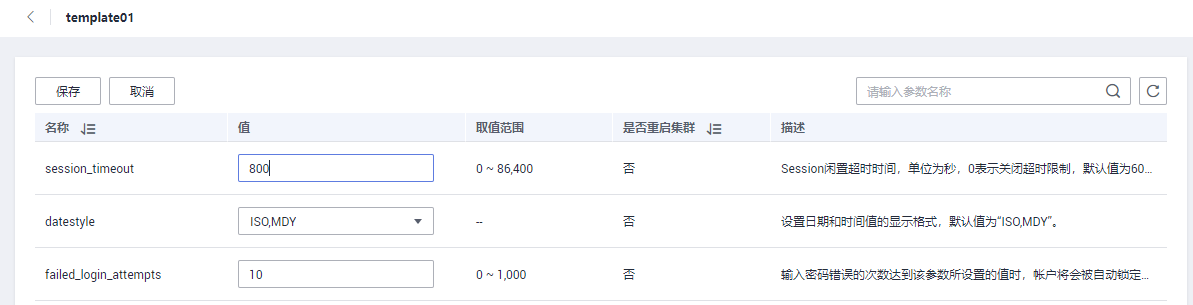 template01
保存 取消 请输入参数名称
名称 值 取值范围 是否重启集群 描述
session_timeout 800 0 ~ 86,400 否 Session闲置超时时间，单位为秒，0表示关闭超时限制，默认值为60...
datestyle ISO,MDY -- 否 设置日期和时间值的显示格式，默认值为“ISO,MDY”。
failed_login_attempts 10 0 ~ 1,000 否 输入密码错误的次数达到该参数所设置的值时，帐户将会被自动锁定...